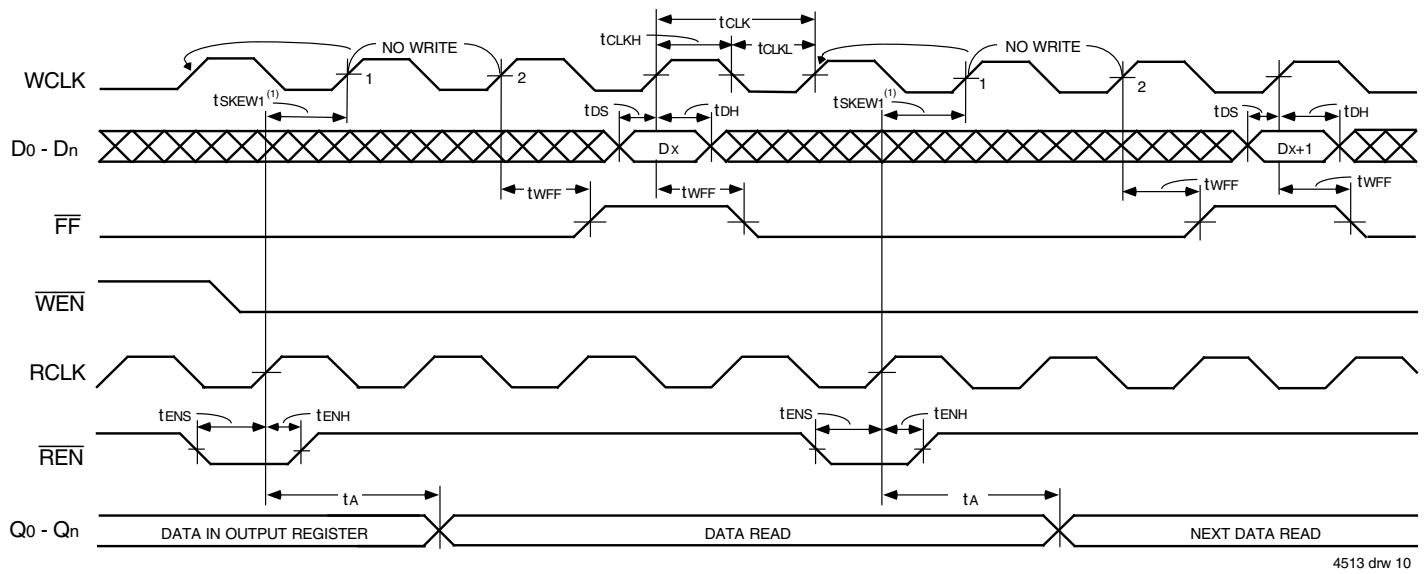 tCLK
tCLKH
tCLKL
NO WRITE
NO WRITE
WCLK
1
2
1
2
tSKEW1(1)
tDS
tDH
tSKEW1(1)
tDS
tDH
D0 - Dn
DX
DX+1
tWFF
tWFF
tWFF
tWFF
FF
WEN
RCLK
tENS
tENH
tENS
tENH
REN
tA
tA
Q0 - Qn
DATA IN OUTPUT REGISTER
DATA READ
NEXT DATA READ
4513 drw 10